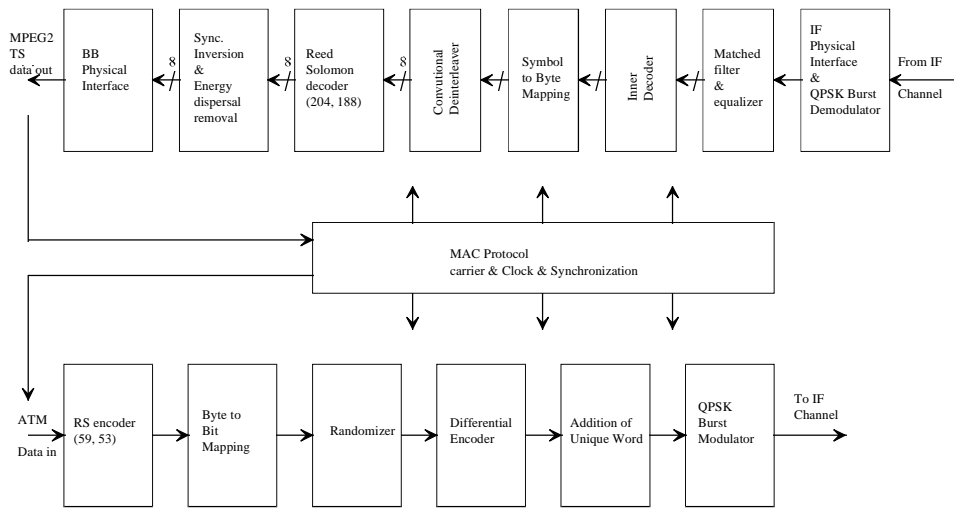 MPEG2
TS
data out
BB
Physical
Interface
8
Sync.
Inversion
&
Energy
dispersal
removal
8
Reed
Solomon
decoder
(204, 188)
8
Convutional
Deinterleaver
Symbol
to Byte
Mapping
Inner
Decoder
Matched
filter
&
equalizer
IF
Physical
Interface
&
QPSK Burst
Demodulator
From IF
Channel
MAC Protocol
carrier & Clock & Synchronization
ATM
Data in
RS encoder
(59, 53)
Byte to
Bit
Mapping
Randomizer
Differential
Encoder
Addition of
Unique Word
QPSK
Burst
Modulator
To IF
Channel